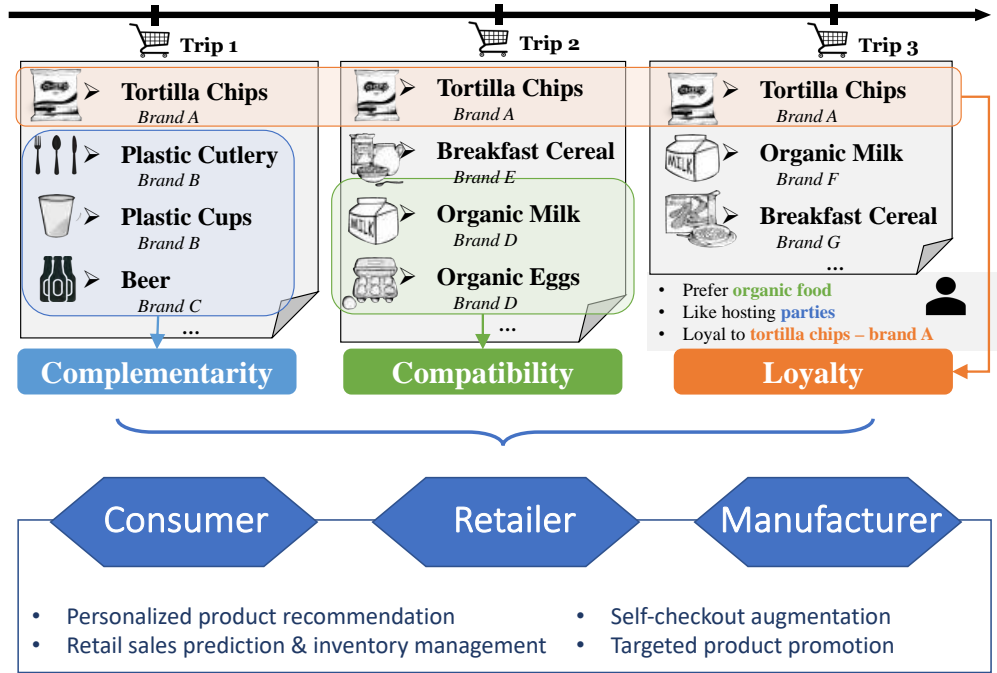 Trip 1
Tortilla Chips
Brand A
Plastic Cutlery
Brand B
Plastic Cups
Brand B
Beer
Brand C
...
Complementarity
Trip 2
Tortilla Chips
Brand A
Breakfast Cereal
Brand E
MILK
Organic Milk
Brand D
Organic Eggs
Brand D
...
Compatibility
Trip 3
Tortilla Chips
Brand A
MILK
Organic Milk
Brand F
Breakfast Cereal
Brand G
...
• Prefer organic food
• Like hosting parties
• Loyal to tortilla chips – brand A
Loyalty
Consumer
Retailer
Manufacturer
• Personalized product recommendation
• Retail sales prediction & inventory management
• Self-checkout augmentation
• Targeted product promotion